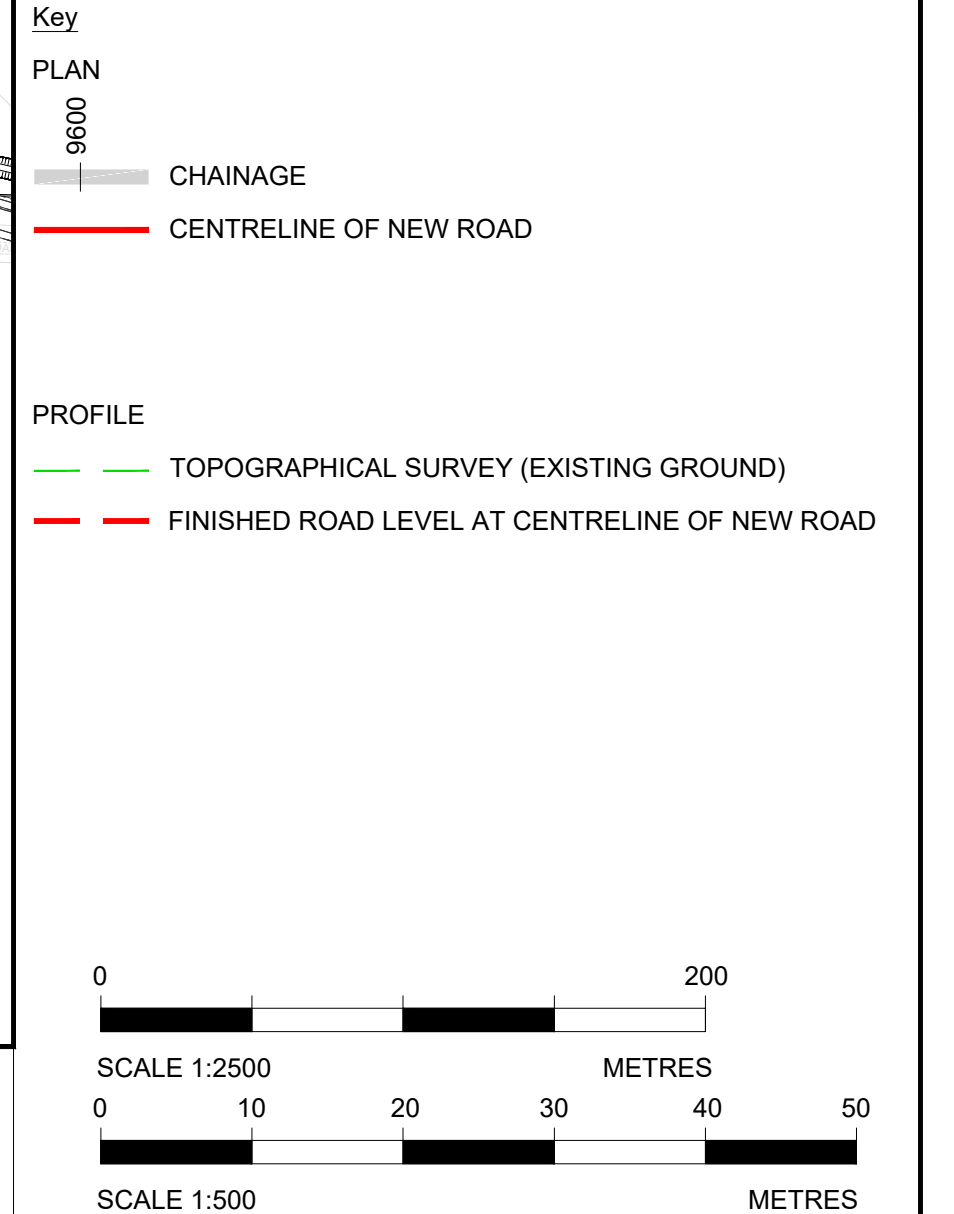 Key
PLAN
9600
CHAINAGE
CENTRELINE OF NEW ROAD
PROFILE
TOPOGRAPHICAL SURVEY (EXISTING GROUND)
FINISHED ROAD LEVEL AT CENTRELINE OF NEW ROAD
0 200
SCALE 1:2500 METRES
0 10 20 30 40 50
SCALE 1:500 METRES